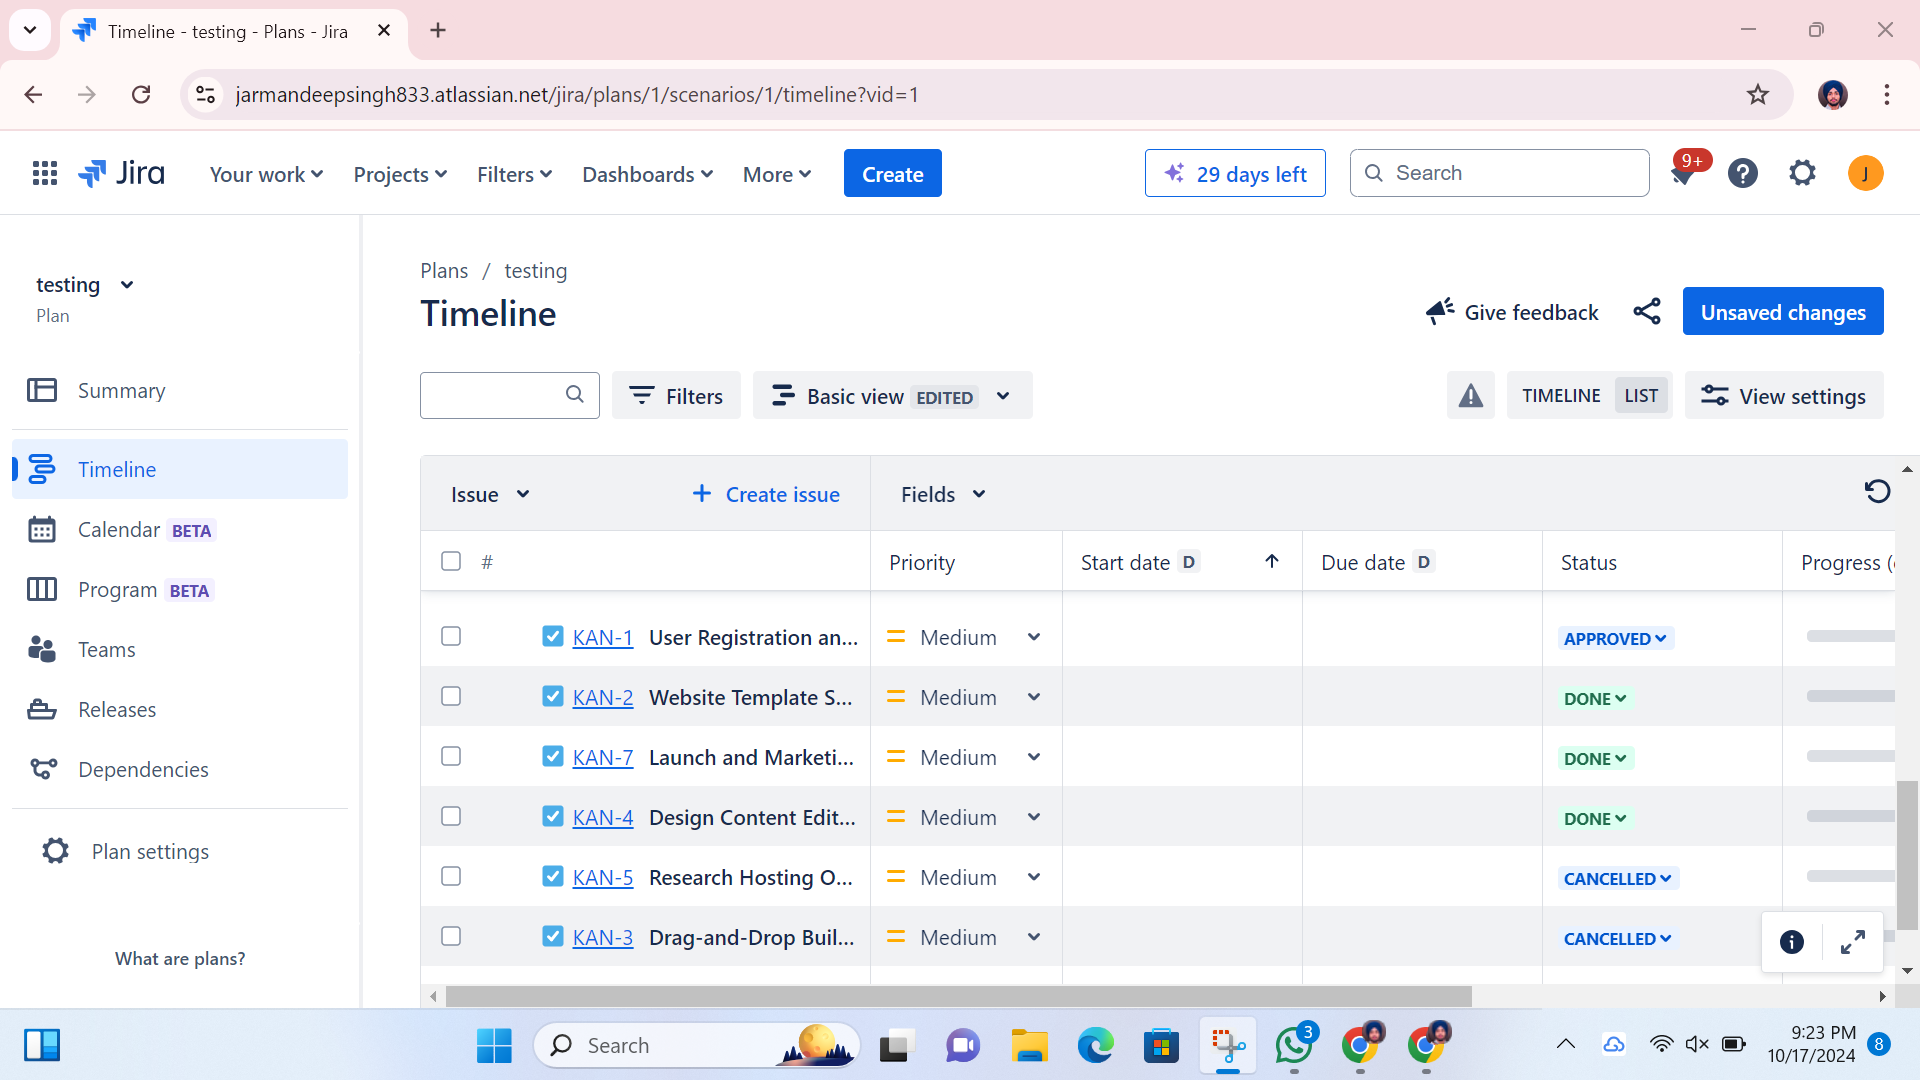 Timeline - testing - Plans - Jira
jarmandeepsingh833.atlassian.net/jira/plans/1/scenarios/1/timeline?vid=1
Jira
Your work
Projects
Filters
Dashboards
More
Create
29 days left
Search
9+
J
testing
Plan
Summary
Timeline
Calendar BETA
Program BETA
Teams
Releases
Dependencies
Plan settings
What are plans?
Plans / testing
Timeline
Give feedback
Unsaved changes
Filters
Basic view EDITED
TIMELINE LIST
View settings
Issue
+ Create issue
Fields
# Priority Start date D Due date D Status Progress (
KAN-1 User Registration an... Medium APPROVED
KAN-2 Website Template S... Medium DONE
KAN-7 Launch and Marketi... Medium DONE
KAN-4 Design Content Edit... Medium DONE
KAN-5 Research Hosting O... Medium CANCELLED
KAN-3 Drag-and-Drop Buil... Medium CANCELLED
Search
3
9:23 PM
10/17/2024
8